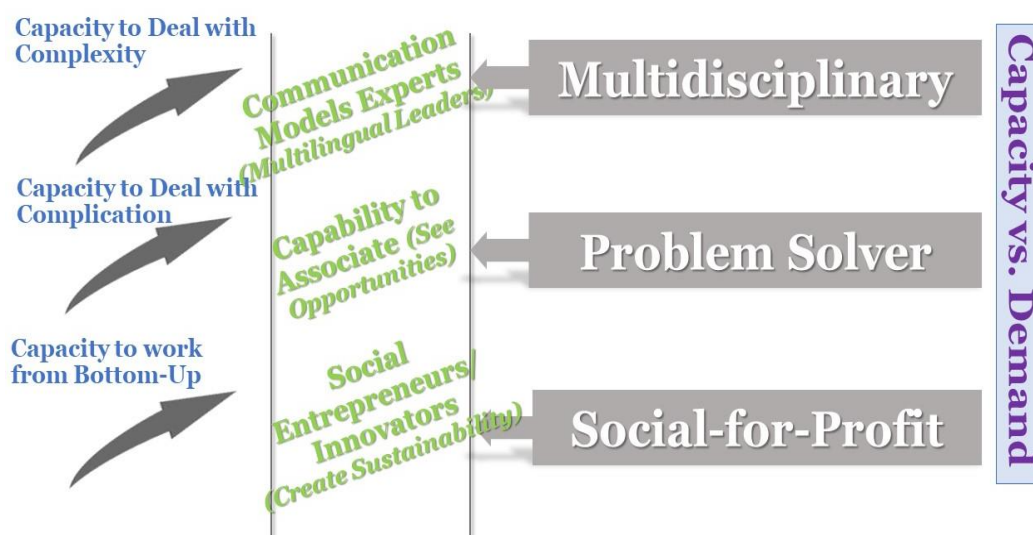 Capacity to Deal with
Complexity
Communication
Models Experts
(Multilingual Leaders)
Multidisciplinary
Capacity to Deal with
Complication
Capability to
Associate (See
Opportunities)
Problem Solver
Capacity to work
from Bottom-Up
Social
Entrepreneurs/
Innovators
(Create Sustainability)
Social-for-Profit
Capacity vs. Demand